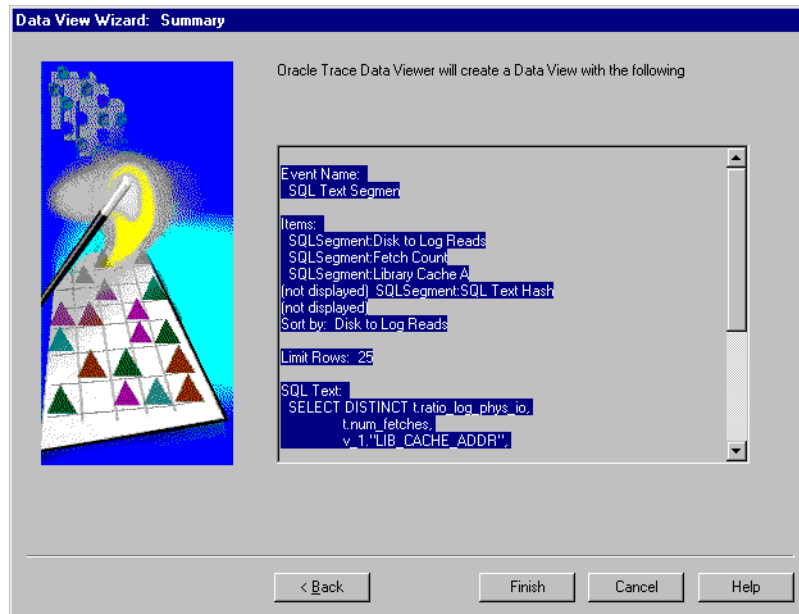 Data View Wizard: Summary
Oracle Trace Data Viewer will create a Data View with the following
Event Name:
SQL Text Segmen
Items:
SQLSegment:Disk to Log Reads
SQLSegment:Fetch Count
SQLSegment:Library Cache A
(not displayed) SQLSegment:SQL Text Hash
(not displayed)
Sort by: Disk to Log Reads
Limit Rows: 25
SQL Text:
SELECT DISTINCT t.ratio_log_phys_io,
t.num_fetches,
v_1."LIB_CACHE_ADDR",
< Back
Finish
Cancel
Help